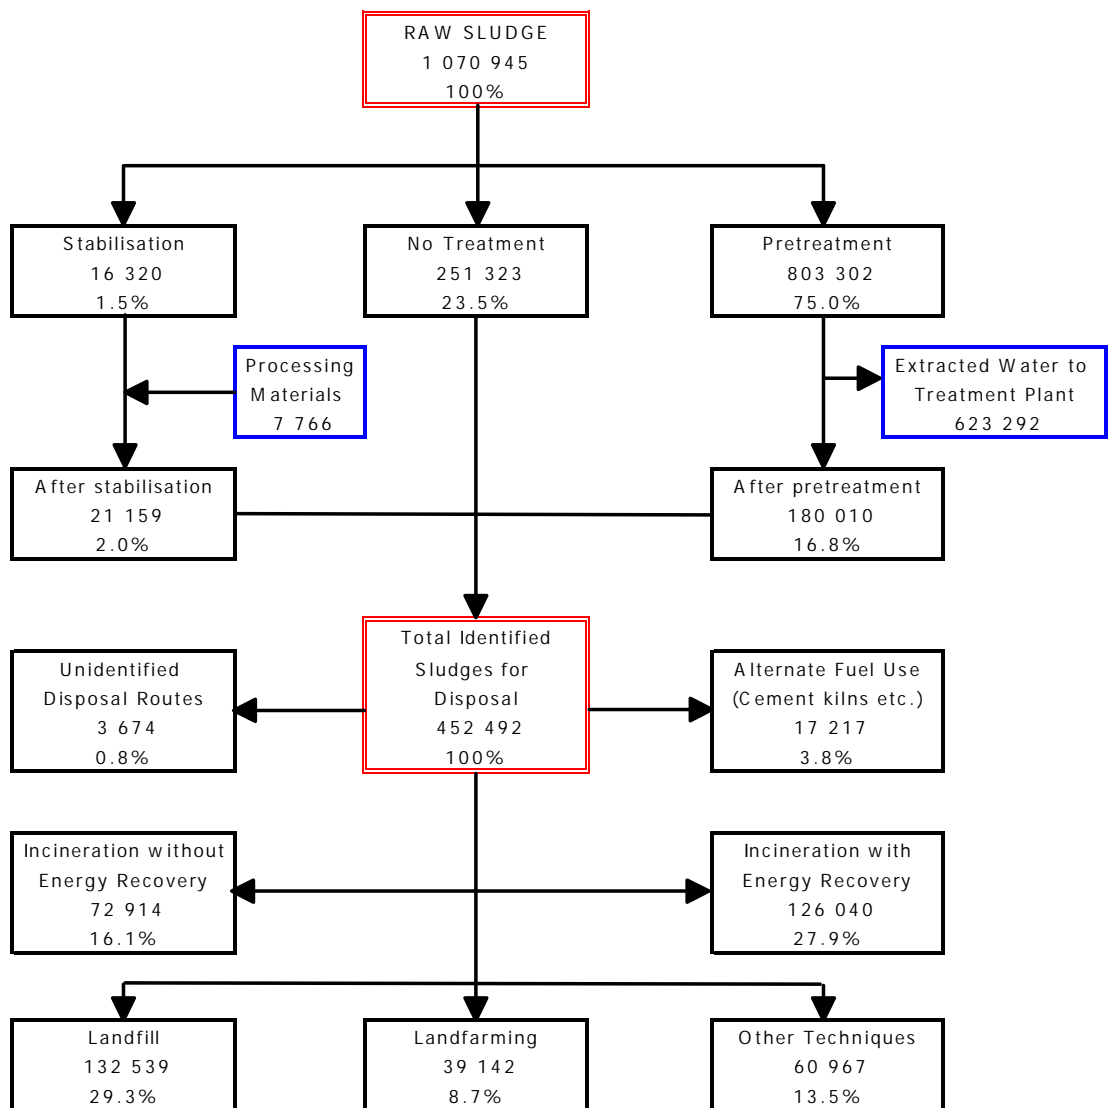 RAW SLUDGE
1 070 945
100%
Stabilisation
16 320
1.5%
No Treatment
251 323
23.5%
Pretreatment
803 302
75.0%
Processing
Materials
7 766
Extracted Water to
Treatment Plant
623 292
After stabilisation
21 159
2.0%
After pretreatment
180 010
16.8%
Total Identified
Sludges for
Disposal
452 492
100%
Unidentified
Disposal Routes
3 674
0.8%
Alternate Fuel Use
(Cement kilns etc.)
17 217
3.8%
Incineration without
Energy Recovery
72 914
16.1%
Incineration with
Energy Recovery
126 040
27.9%
Landfill
132 539
29.3%
Landfarming
39 142
8.7%
Other Techniques
60 967
13.5%